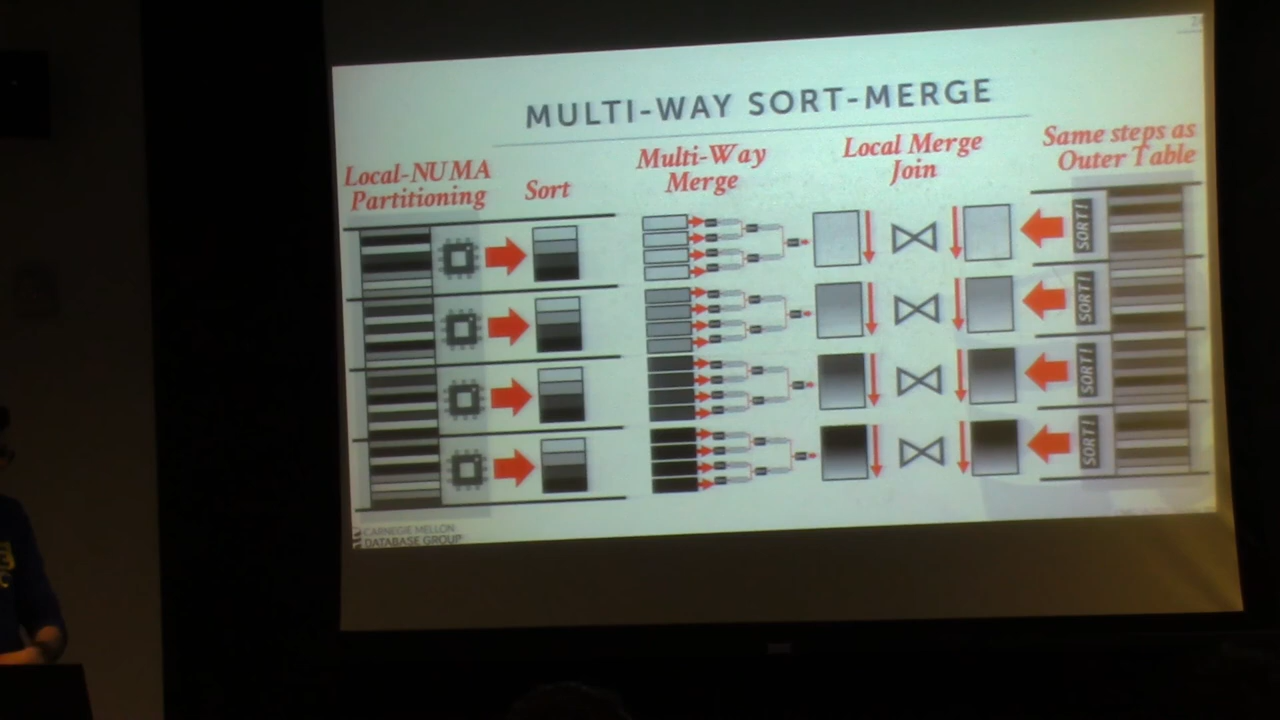 MULTI-WAY SORT-MERGE
Local-NUMA
Partitioning
Sort
Multi-Way
Merge
Local Merge
Join
Same steps as
Outer Table
SORT!
SORT!
SORT!
SORT!
CARNEGIE MELLON
DATABASE GROUP